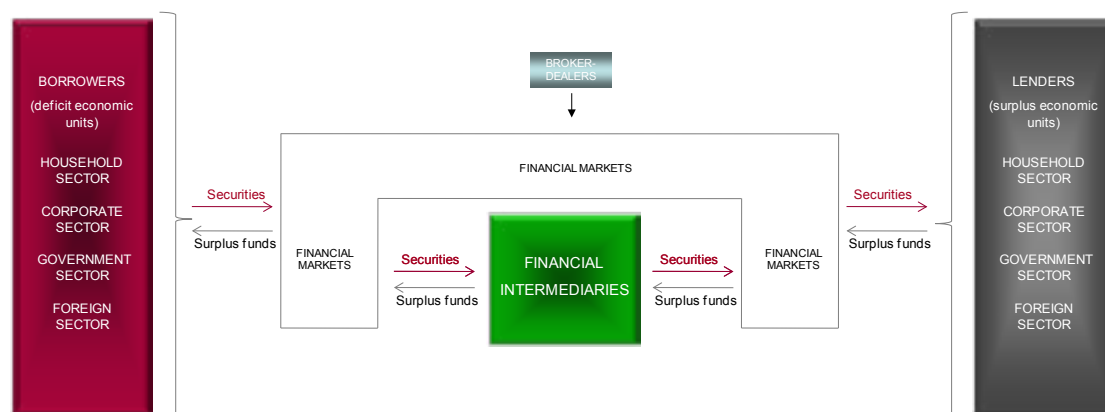 BORROWERS
(deficit economic
units)
HOUSEHOLD
SECTOR
CORPORATE
SECTOR
GOVERNMENT
SECTOR
FOREIGN
SECTOR
Securities
Surplus funds
BROKER-
DEALERS
FINANCIAL MARKETS
FINANCIAL
MARKETS
Securities
Surplus funds
FINANCIAL
INTERMEDIARIES
Securities
Surplus funds
FINANCIAL
MARKETS
Securities
Surplus funds
LENDERS
(surplus economic
units)
HOUSEHOLD
SECTOR
CORPORATE
SECTOR
GOVERNMENT
SECTOR
FOREIGN
SECTOR